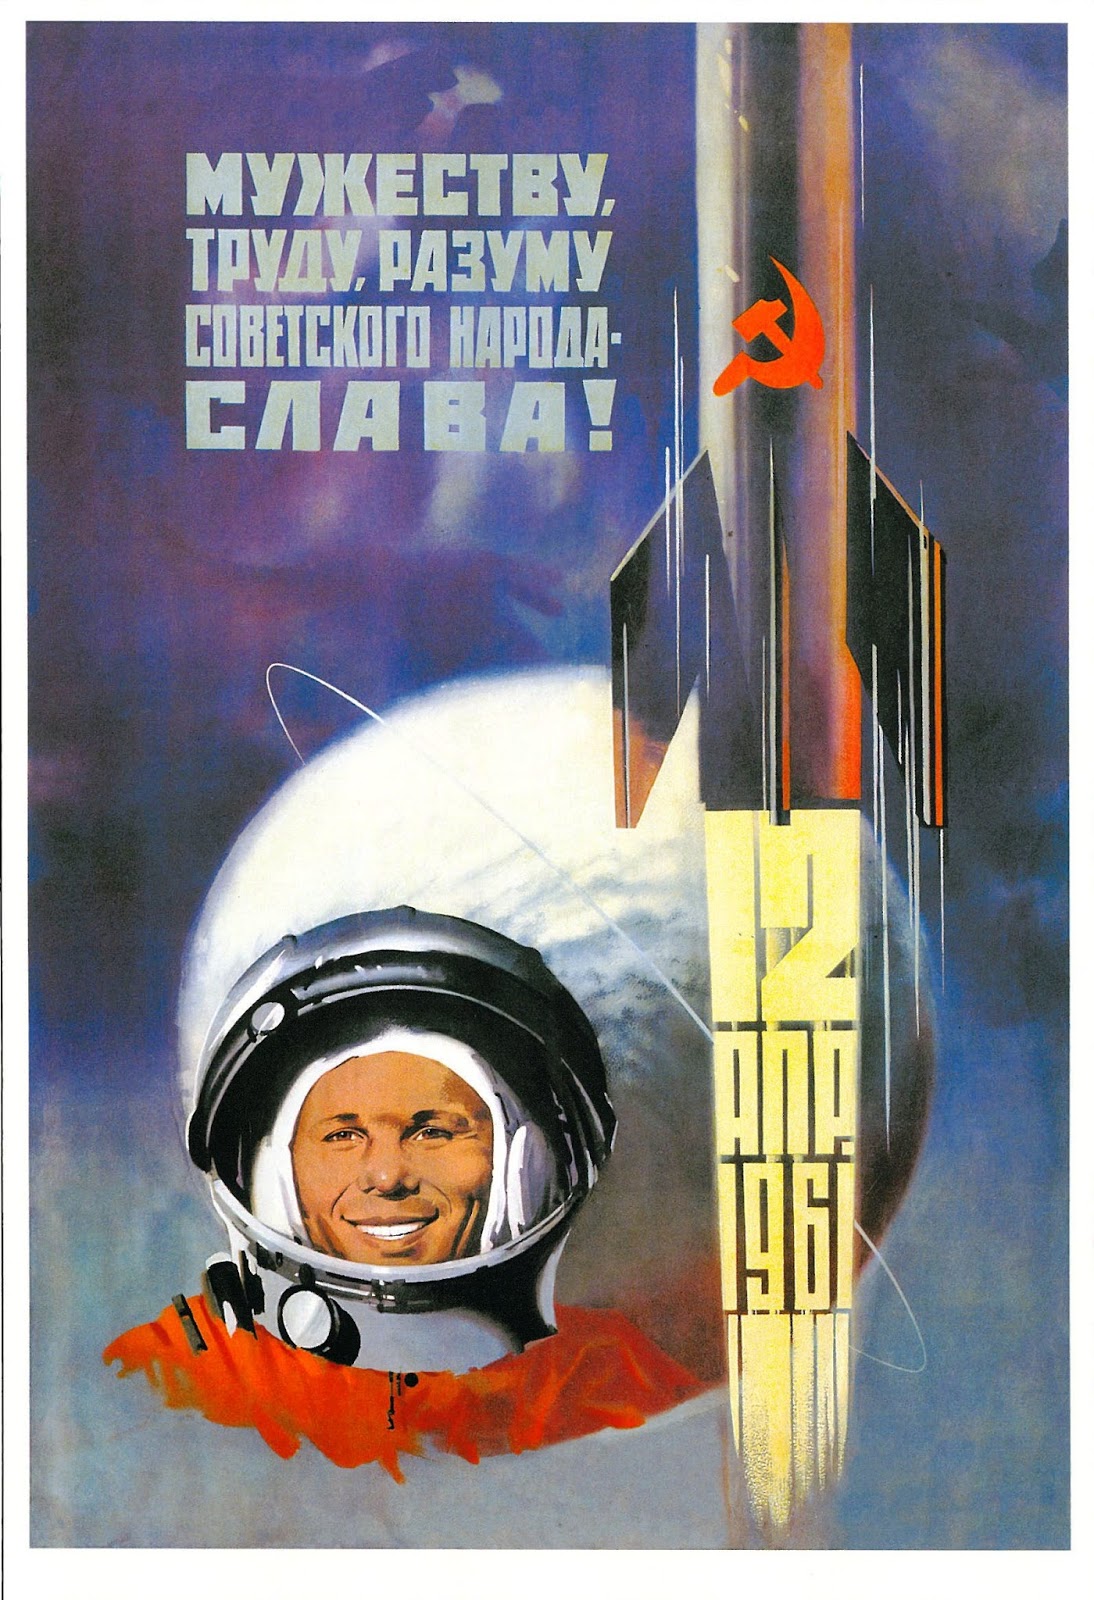 МУЖЕСТВУ,
ТРУДУ, РАЗУМУ
СОВЕТСКОГО НАРОДА-
СЛАВА!
12
АПР.
1961